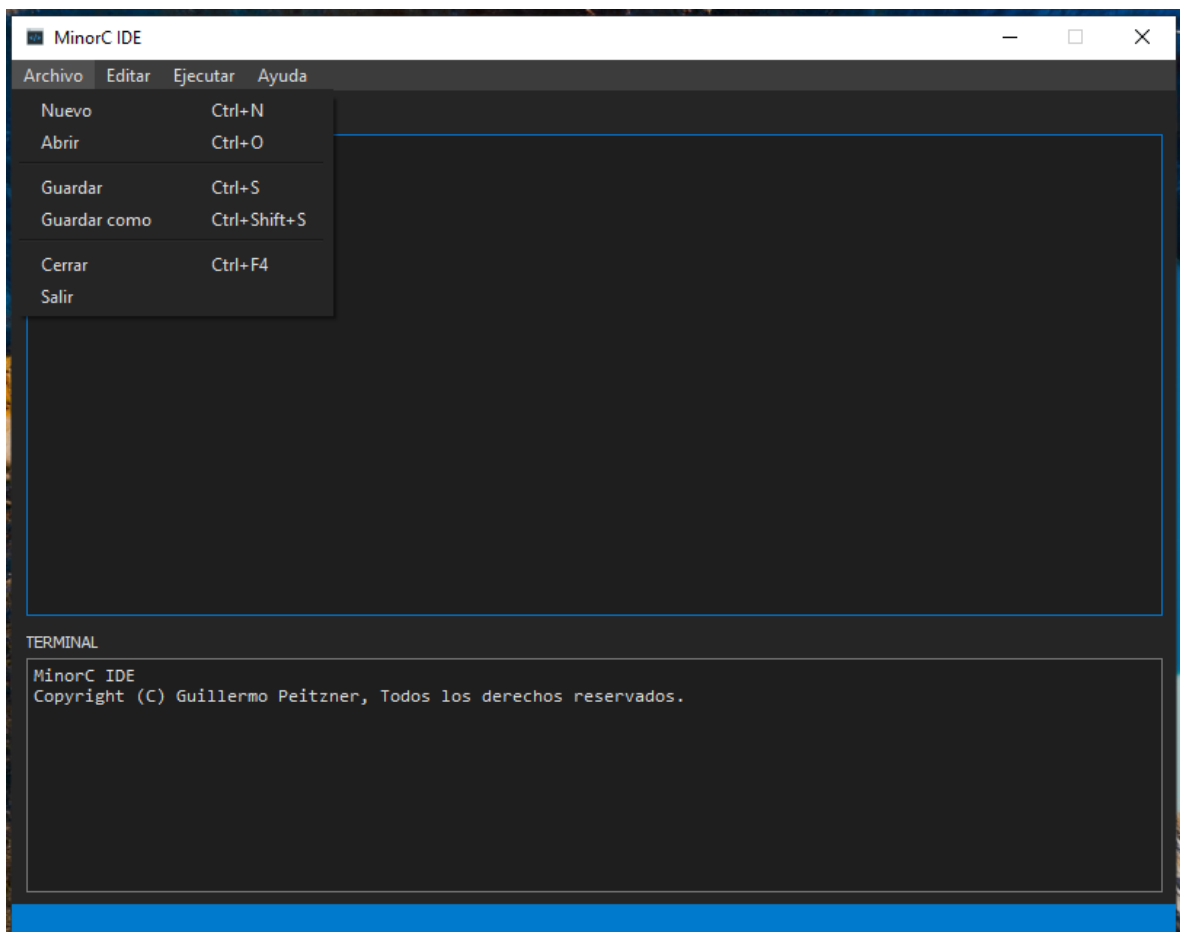 MinorC IDE
Archivo Editar Ejecutar Ayuda
Nuevo Ctrl+N
Abrir Ctrl+O
Guardar Ctrl+S
Guardar como Ctrl+Shift+S
Cerrar Ctrl+F4
Salir
TERMINAL
MinorC IDE
Copyright (C) Guillermo Peitzner, Todos los derechos reservados.